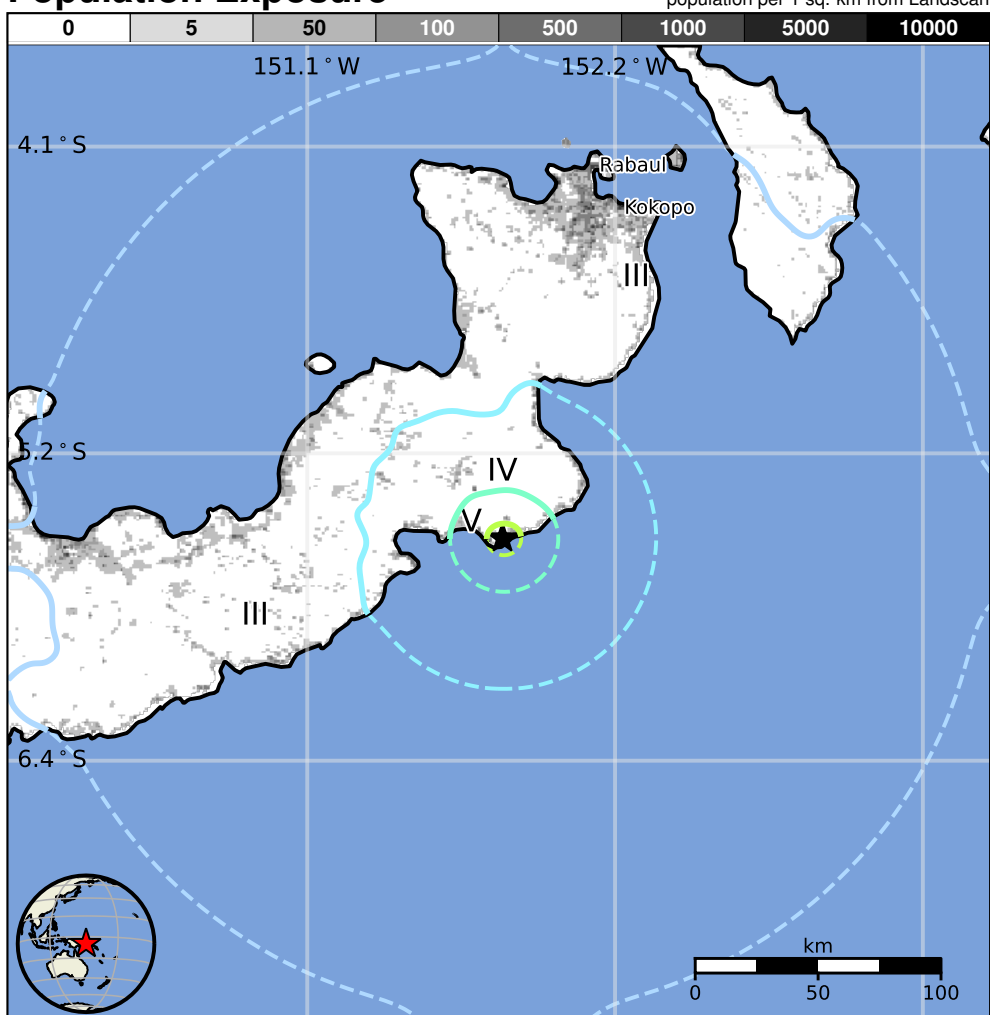 Population Exposure
population per 1 sq. km from Landscan
0 5 50 100 500 1000 5000 10000
151.1°W 152.2°W
4.1°S
Rabaul
Kokopo
III
5.2°S
IV
V
III
6.4°S
km
0 50 100